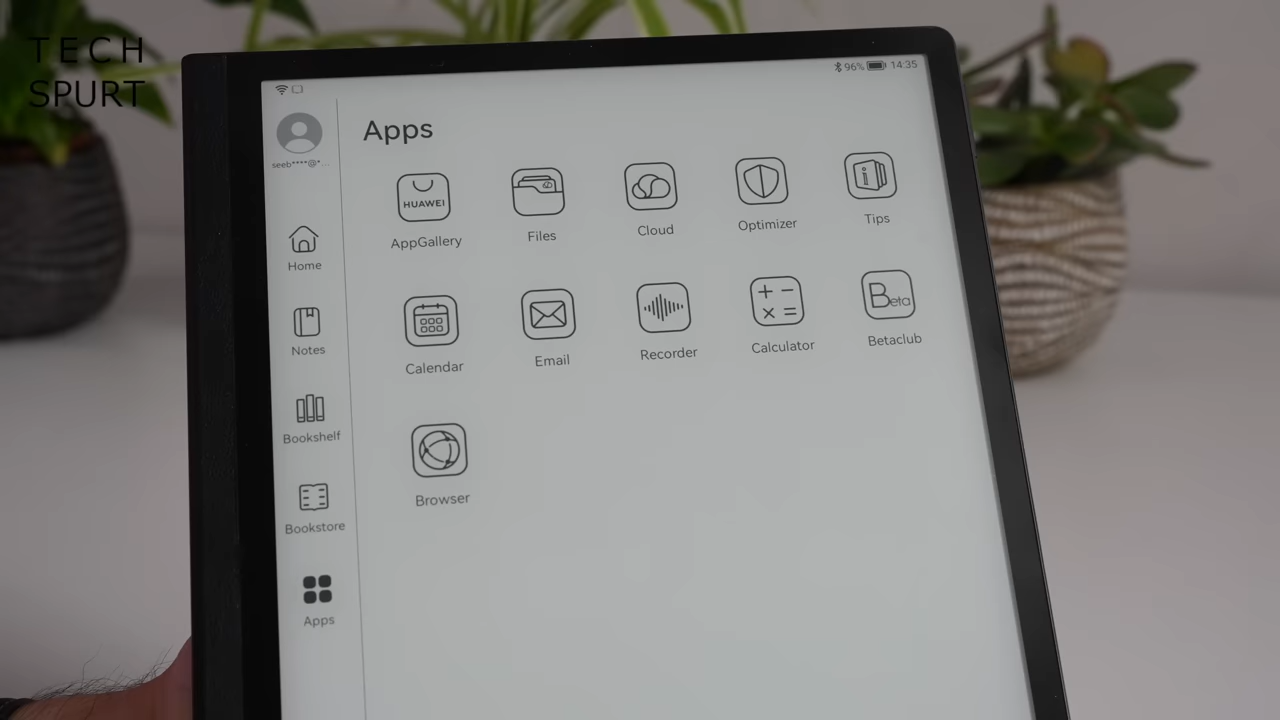 TECH
SPURT
96% 14:35
seeb****@*...
Apps
HUAWEI
AppGallery
Files
Cloud
Optimizer
Tips
Home
Notes
Bookshelf
Bookstore
Apps
Calendar
Email
Recorder
Calculator
Beta
Betaclub
Browser